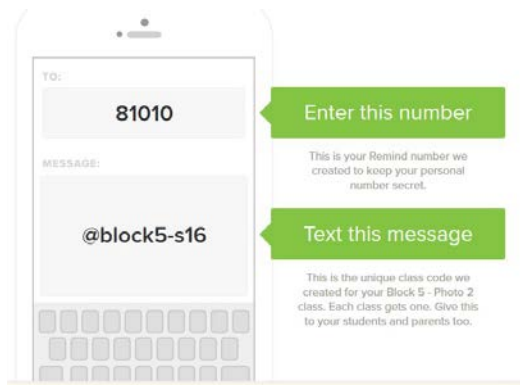 TO:
81010
Enter this number
This is your Remind number we
created to keep your personal
number secret.
MESSAGE:
@block5-s16
Text this message
This is the unique class code we
created for your Block 5 - Photo 2
class. Each class gets one. Give this
to your students and parents too.